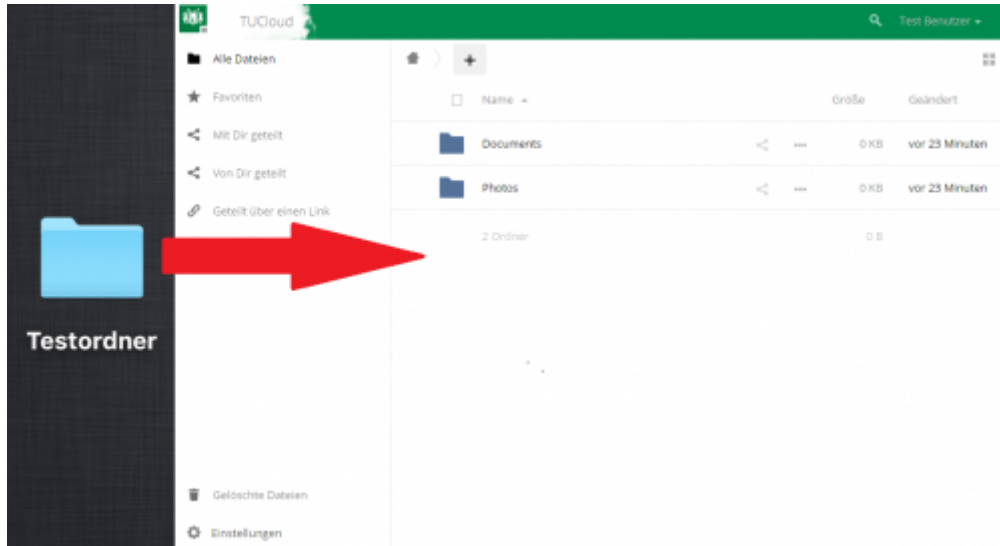 TUCloud
Test Benutzer
Alle Dateien
Favoriten
Mit Dir geteilt
Von Dir geteilt
Geteilt über einen Link
Name
Größe
Geändert
Documents
0 KB
vor 23 Minuten
Photos
0 KB
vor 23 Minuten
2 Ordner
0 B
Testordner
Gelöschte Dateien
Einstellungen